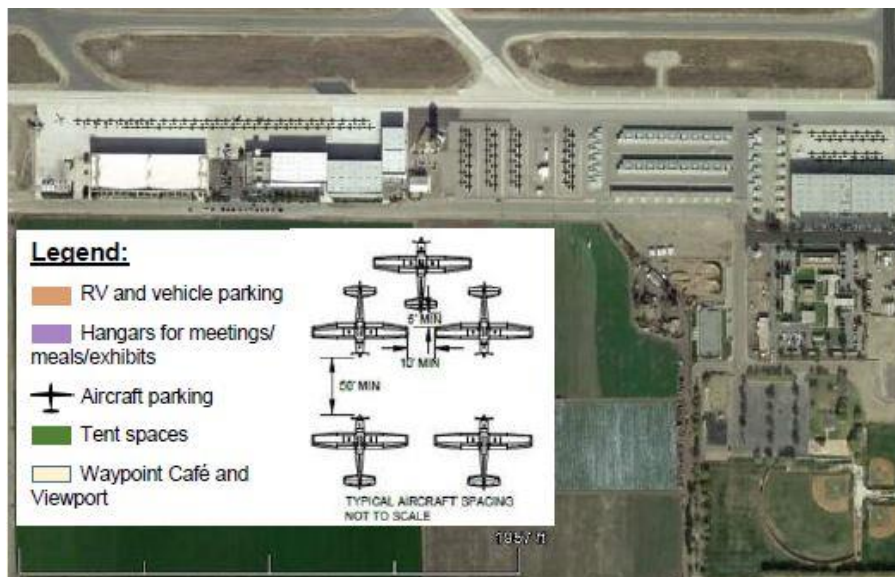 Legend:
RV and vehicle parking
Hangars for meetings/
meals/exhibits
Aircraft parking
Tent spaces
Waypoint Café and
Viewport
5' MIN
10' MIN
50' MIN
TYPICAL AIRCRAFT SPACING
NOT TO SCALE
1957 ft